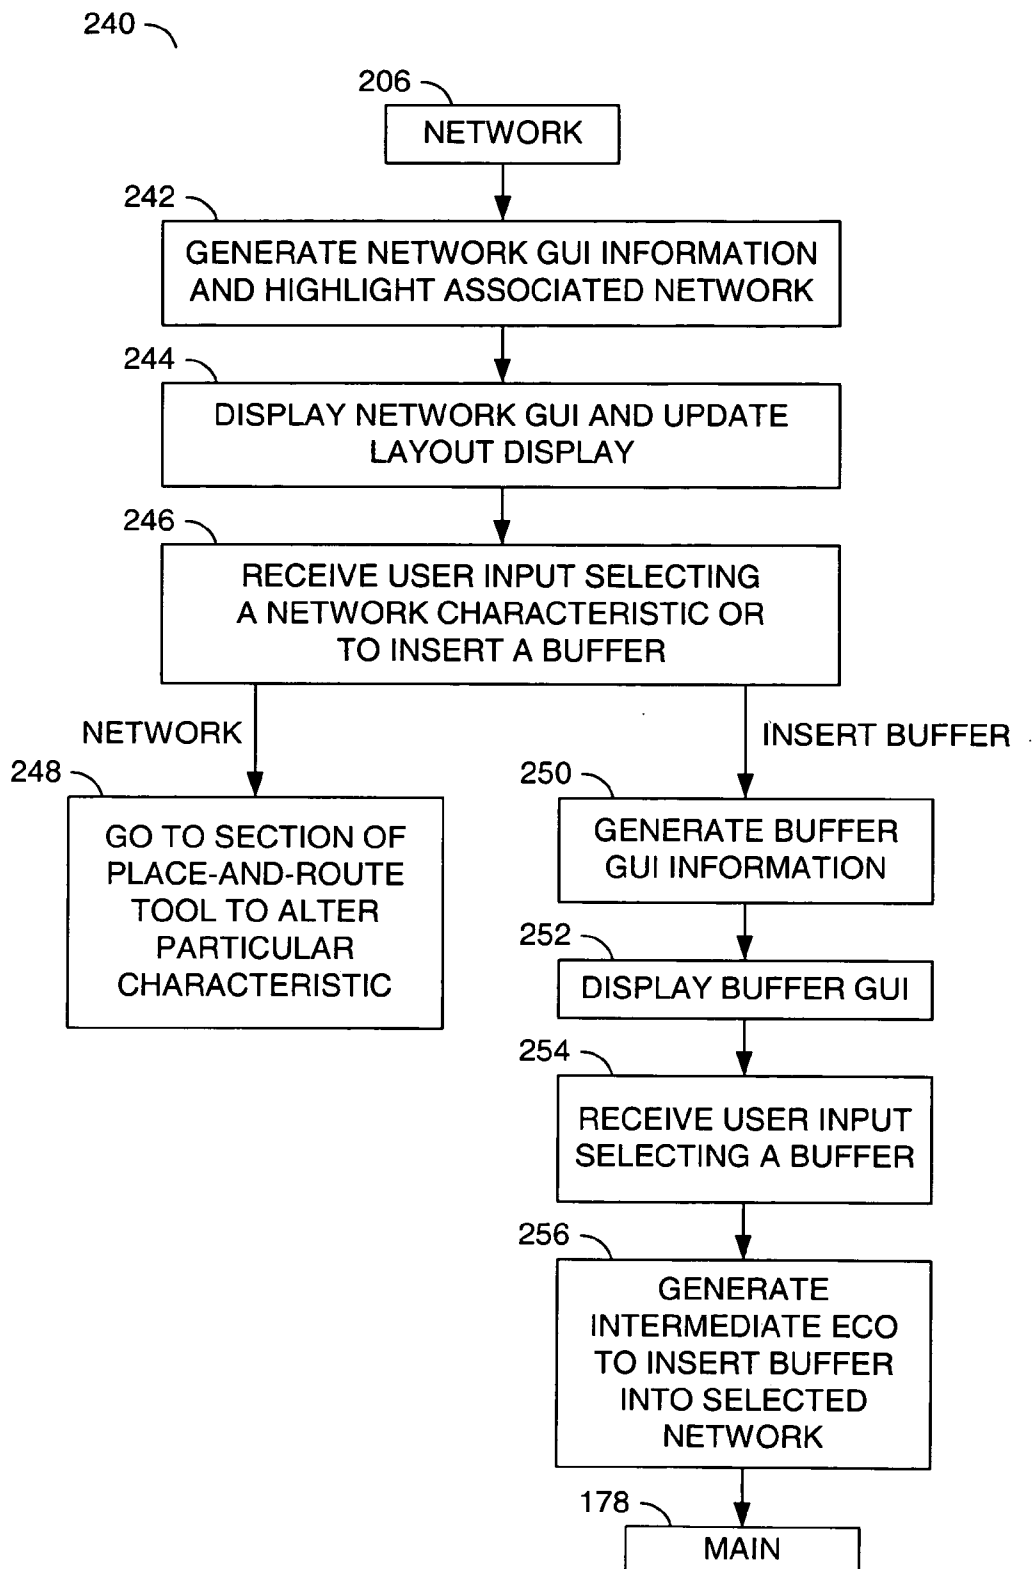 240
206
NETWORK
242
GENERATE NETWORK GUI INFORMATION
AND HIGHLIGHT ASSOCIATED NETWORK
244
DISPLAY NETWORK GUI AND UPDATE
LAYOUT DISPLAY
246
RECEIVE USER INPUT SELECTING
A NETWORK CHARACTERISTIC OR
TO INSERT A BUFFER
NETWORK
248
GO TO SECTION OF
PLACE-AND-ROUTE
TOOL TO ALTER
PARTICULAR
CHARACTERISTIC
INSERT BUFFER
250
GENERATE BUFFER
GUI INFORMATION
252
DISPLAY BUFFER GUI
254
RECEIVE USER INPUT
SELECTING A BUFFER
256
GENERATE
INTERMEDIATE ECO
TO INSERT BUFFER
INTO SELECTED
NETWORK
178
MAIN